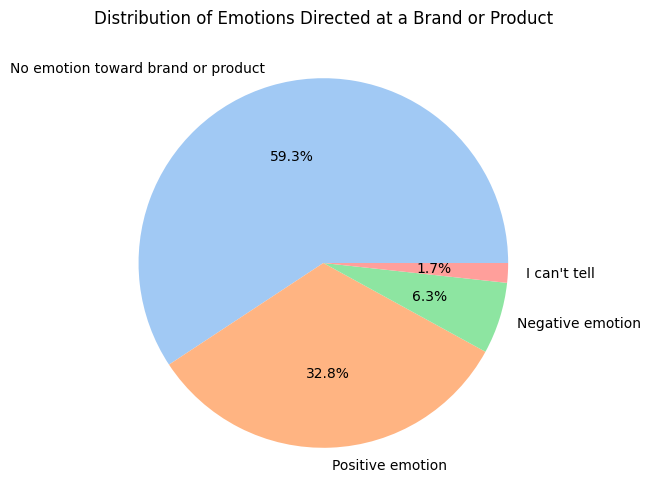 Distribution of Emotions Directed at a Brand or Product
No emotion toward brand or product
59.3%
1.7%
I can't tell
6.3%
Negative emotion
32.8%
Positive emotion